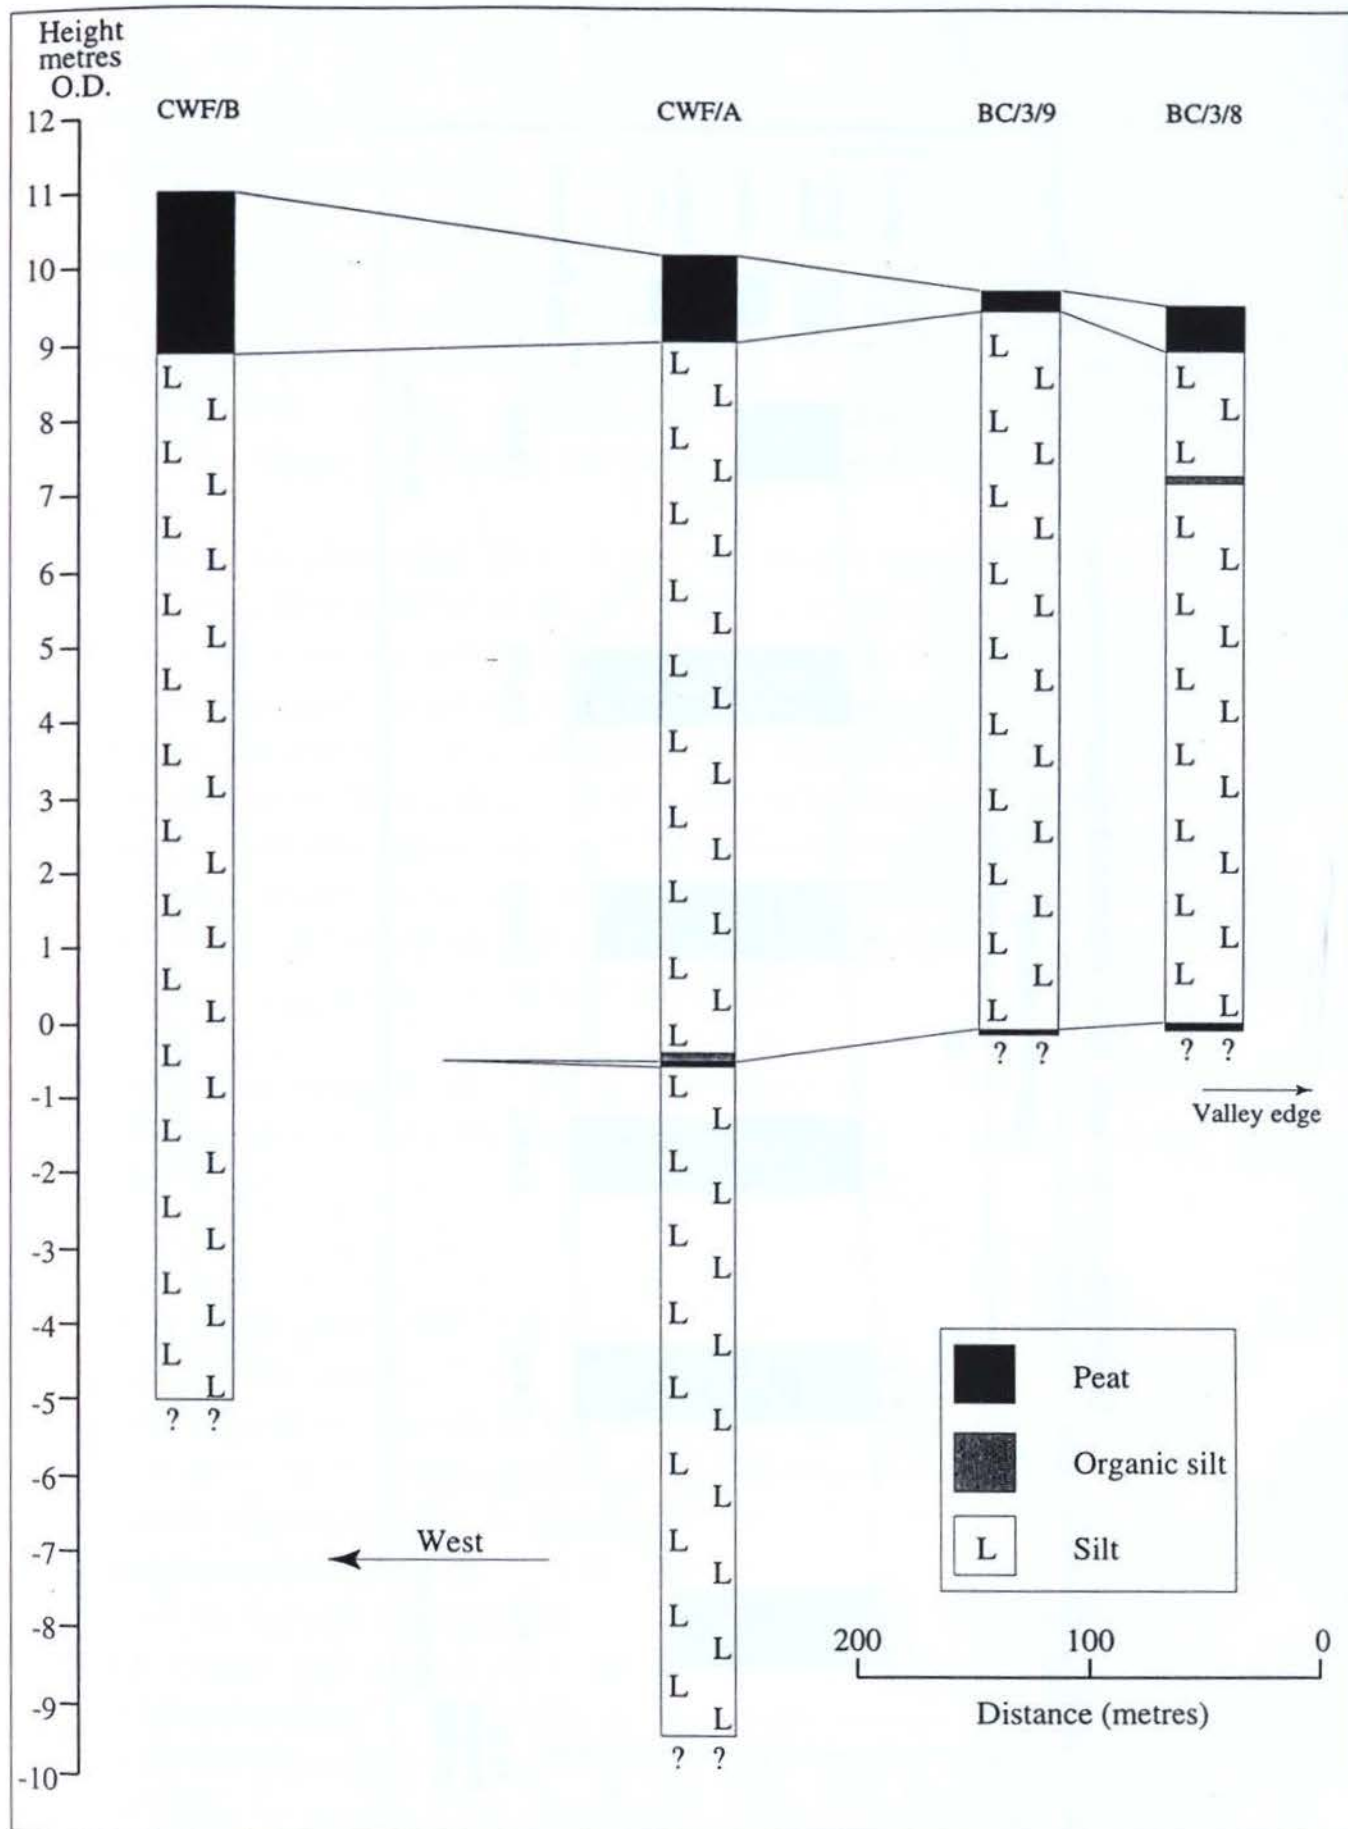 Height
metres
O.D.
CWF/B CWF/A BC/3/9 BC/3/8
12
11
10
9
L L L L L L L L L L L L L L L L L L
8
7
6
5
4
3
2
1
0
-1
-2
-3
-4
-5
-6
-7
-8
-9
-10
? ?
? ?
? ?
? ?
Valley edge
West
Peat
Organic silt
L Silt
200 100 0
Distance (metres)